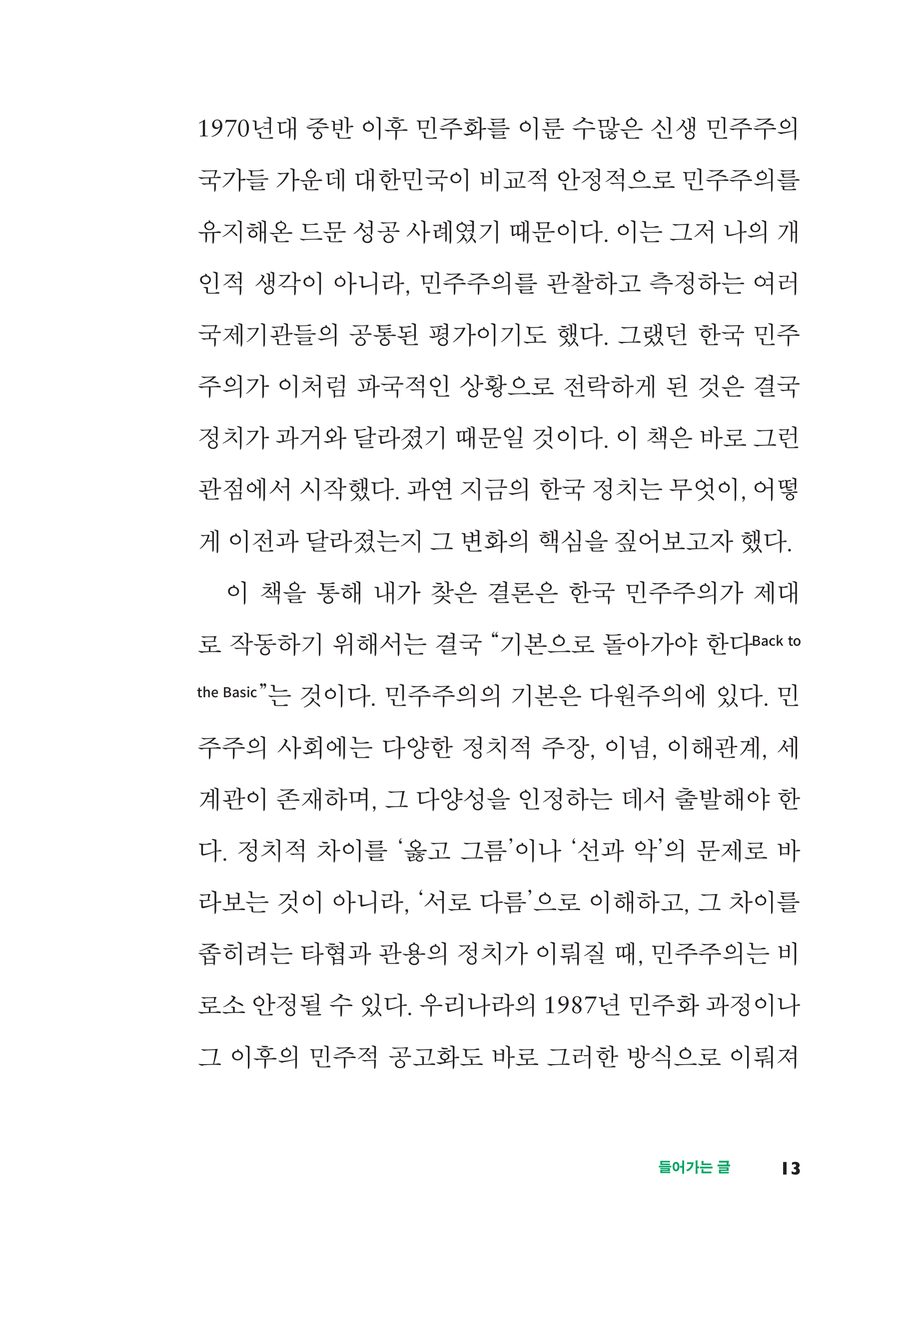 1970년대 중반 이후 민주화를 이룬 수많은 신생 민주주의
국가들 가운데 대한민국이 비교적 안정적으로 민주주의를
유지해온 드문 성공 사례였기 때문이다. 이는 그저 나의 개
인적 생각이 아니라, 민주주의를 관찰하고 측정하는 여러
국제기관들의 공통된 평가이기도 했다. 그랬던 한국 민주
주의가 이처럼 파국적인 상황으로 전락하게 된 것은 결국
정치가 과거와 달라졌기 때문일 것이다. 이 책은 바로 그런
관점에서 시작했다. 과연 지금의 한국 정치는 무엇이, 어떻
게 이전과 달라졌는지 그 변화의 핵심을 짚어보고자 했다.
이 책을 통해 내가 찾은 결론은 한국 민주주의가 제대
로 작동하기 위해서는 결국 “기본으로 돌아가야 한다Back to
the Basic”는 것이다. 민주주의의 기본은 다원주의에 있다. 민
주주의 사회에는 다양한 정치적 주장, 이념, 이해관계, 세
계관이 존재하며, 그 다양성을 인정하는 데서 출발해야 한
다. 정치적 차이를 ‘옳고 그름’이나 ‘선과 악’의 문제로 바
라보는 것이 아니라, ‘서로 다름’으로 이해하고, 그 차이를
좁히려는 타협과 관용의 정치가 이뤄질 때, 민주주의는 비
로소 안정될 수 있다. 우리나라의 1987년 민주화 과정이나
그 이후의 민주적 공고화도 바로 그러한 방식으로 이뤄져
들어가는 글 13